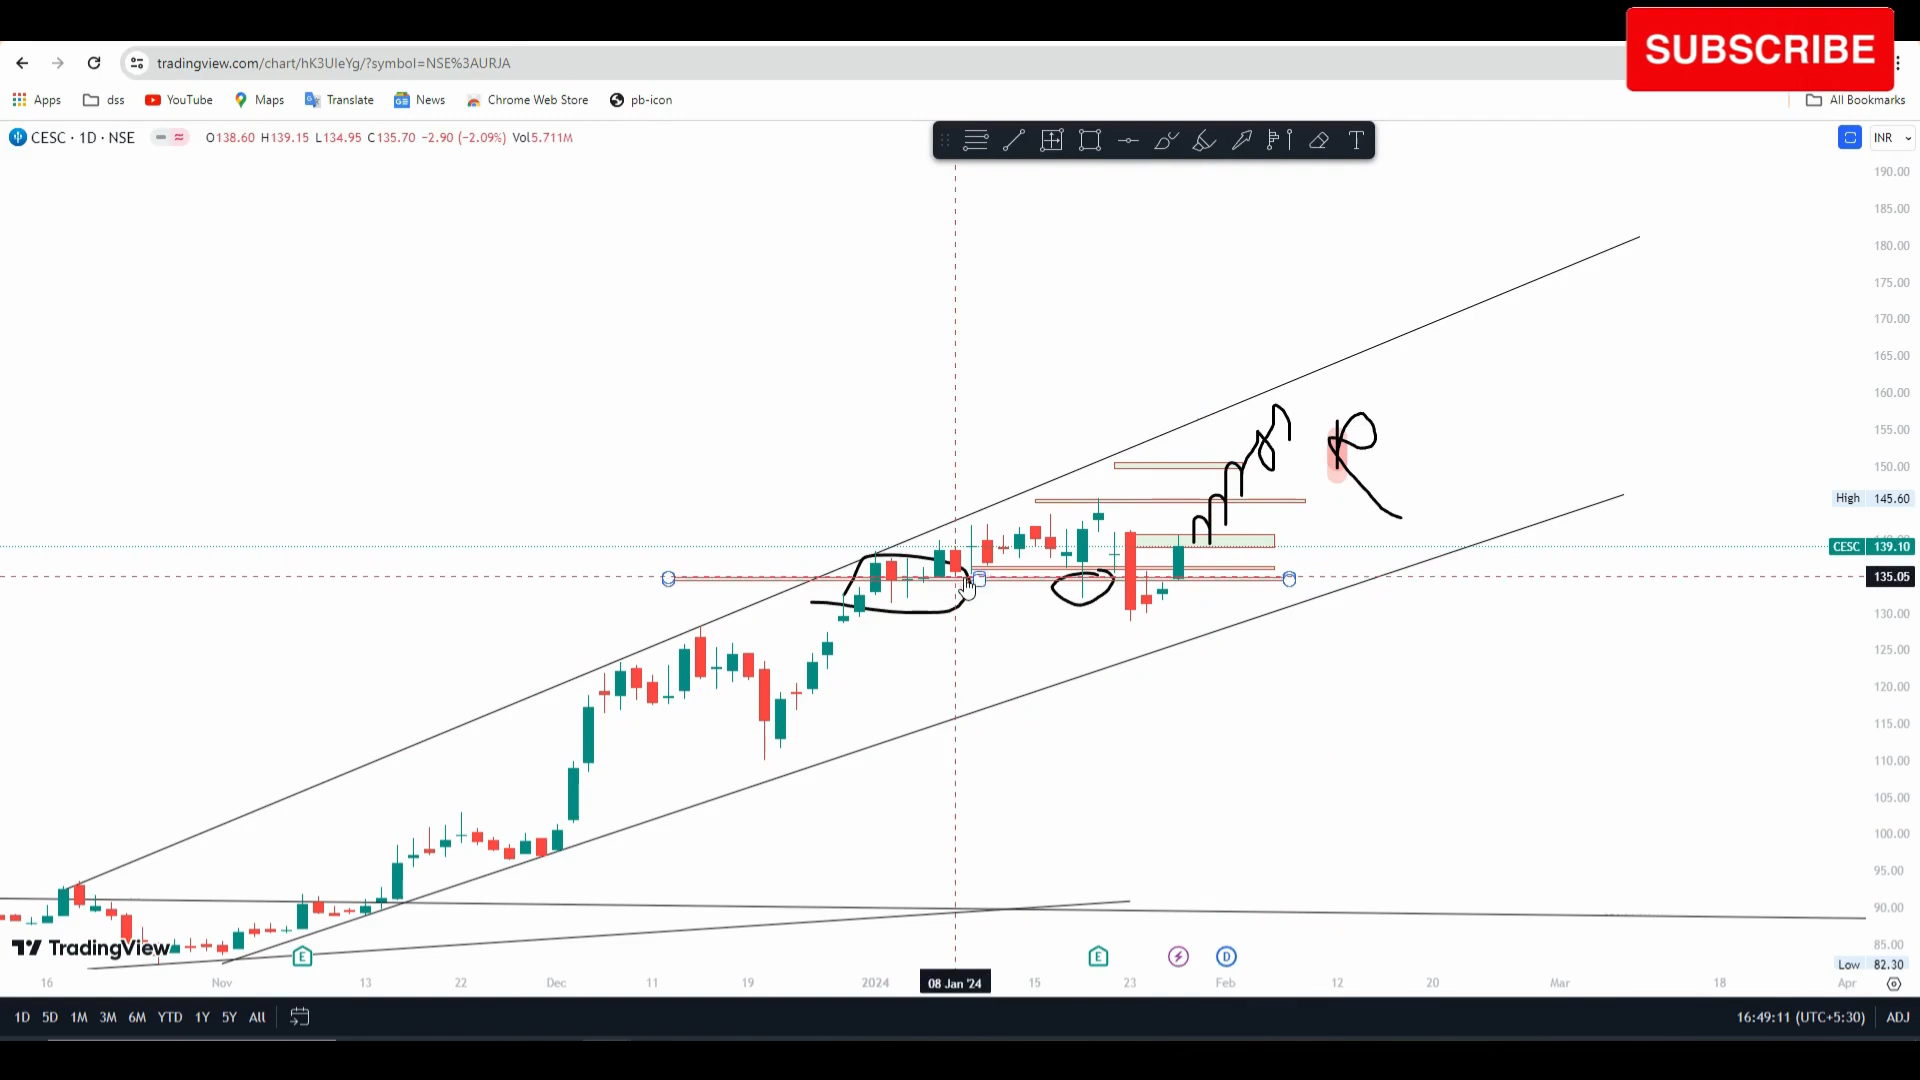 SUBSCRIBE
tradingview.com/chart/hK3UIeYg/?symbol=NSE%3AURJA
Apps dss YouTube Maps Translate News Chrome Web Store pb-icon All Bookmarks
CESC · 1D · NSE O138.60 H139.15 L134.95 C135.70 −2.90 (−2.09%) Vol5.711M
INR
190.00
185.00
180.00
175.00
170.00
165.00
160.00
155.00
150.00
High 145.60
CESC 139.10
135.05
130.00
125.00
120.00
115.00
110.00
105.00
100.00
95.00
90.00
85.00
Low 82.30
TradingView
E E D
16 Nov 13 22 Dec 11 19 2024 08 Jan '24 15 23 Feb 12 20 Mar 18 Apr
1D 5D 1M 3M 6M YTD 1Y 5Y All 16:49:11 (UTC+5:30) ADJ